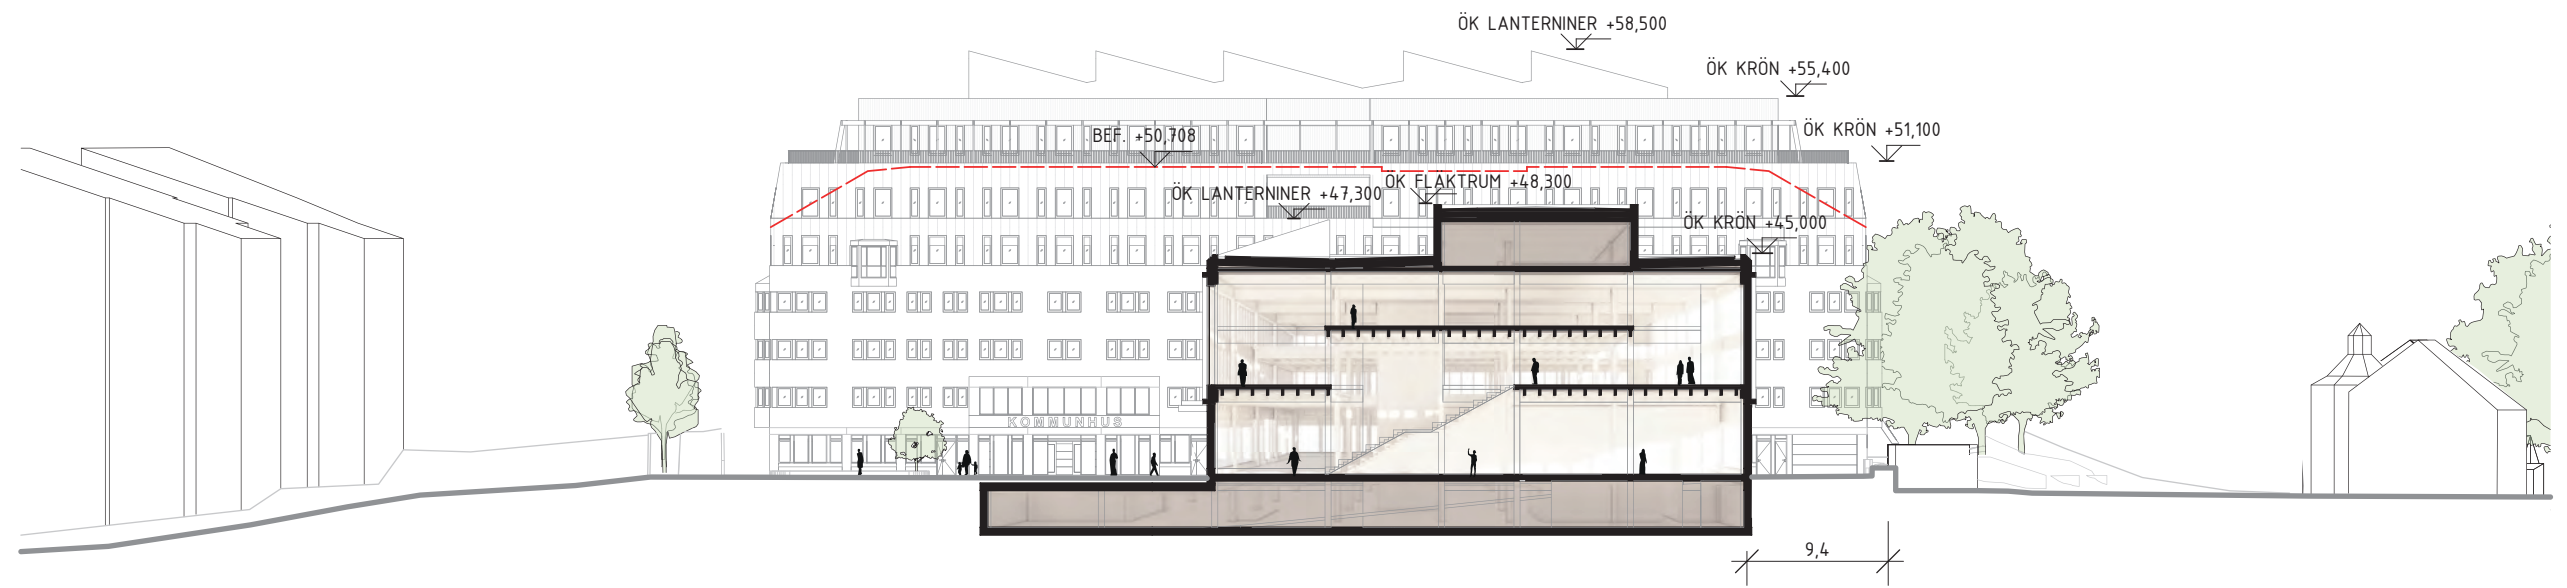 ÖK LANTERNINER +58,500
ÖK KRÖN +55,400
ÖK KRÖN +51,100
BEF. +50,708
ÖK FLÄKTRUM +48,300
ÖK LANTERNINER +47,300
ÖK KRÖN +45,000
KOMMUNHUS
9,4